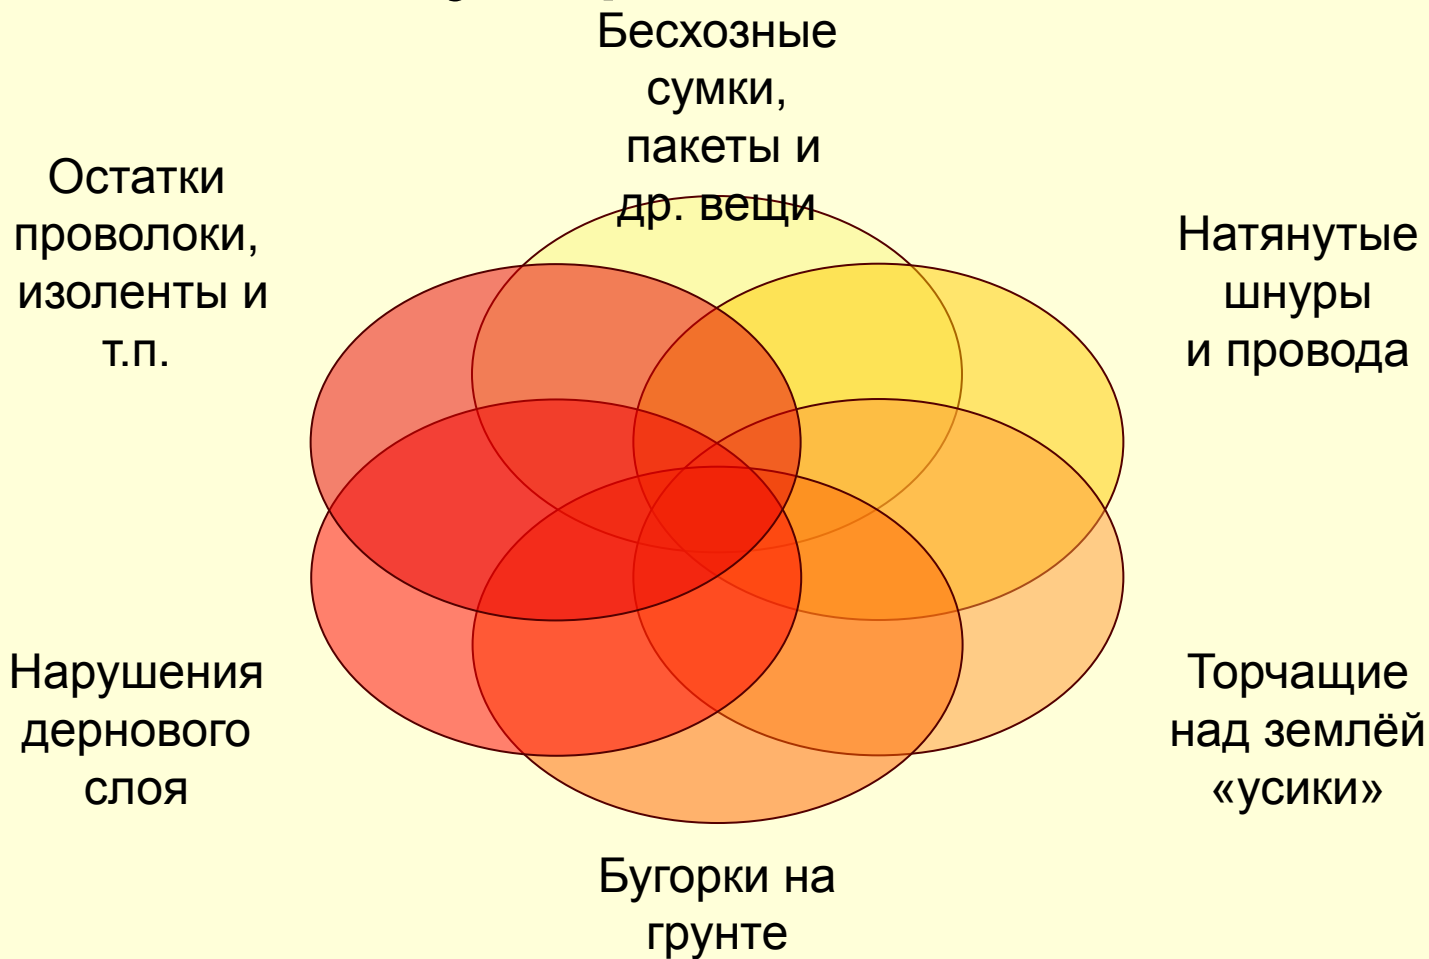 Бесхозные
сумки,
пакеты и
др. вещи
Натянутые
шнуры
и провода
Торчащие
над землёй
«усики»
Бугорки на
грунте
Нарушения
дернового
слоя
Остатки
проволоки,
изоленты и
т.п.